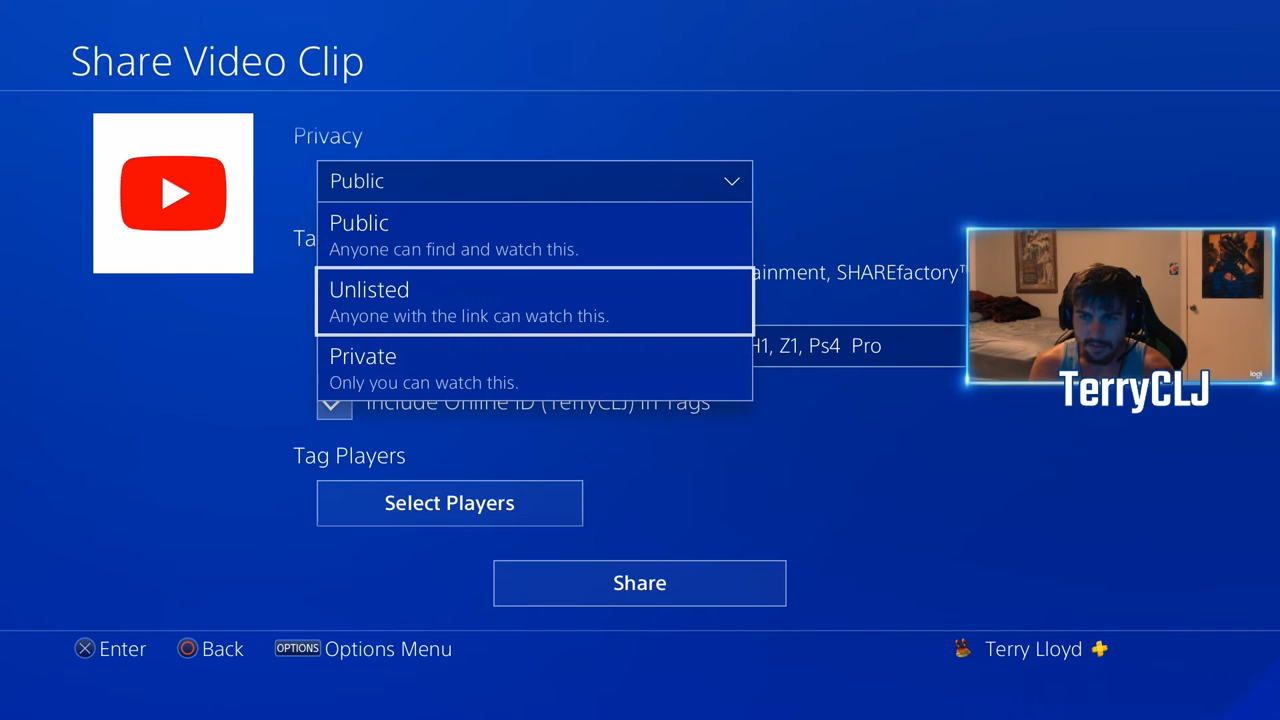 Share Video Clip
Privacy
Public
Public
Anyone can find and watch this.
Ta
Unlisted
ainment, SHAREfactory™
Anyone with the link can watch this.
Private
H1, Z1, Ps4 Pro
Only you can watch this.
Include Online ID (TerryCLJ) in Tags
logi
TerryCLJ
Tag Players
Select Players
Share
Enter
Back
OPTIONS Options Menu
Terry Lloyd